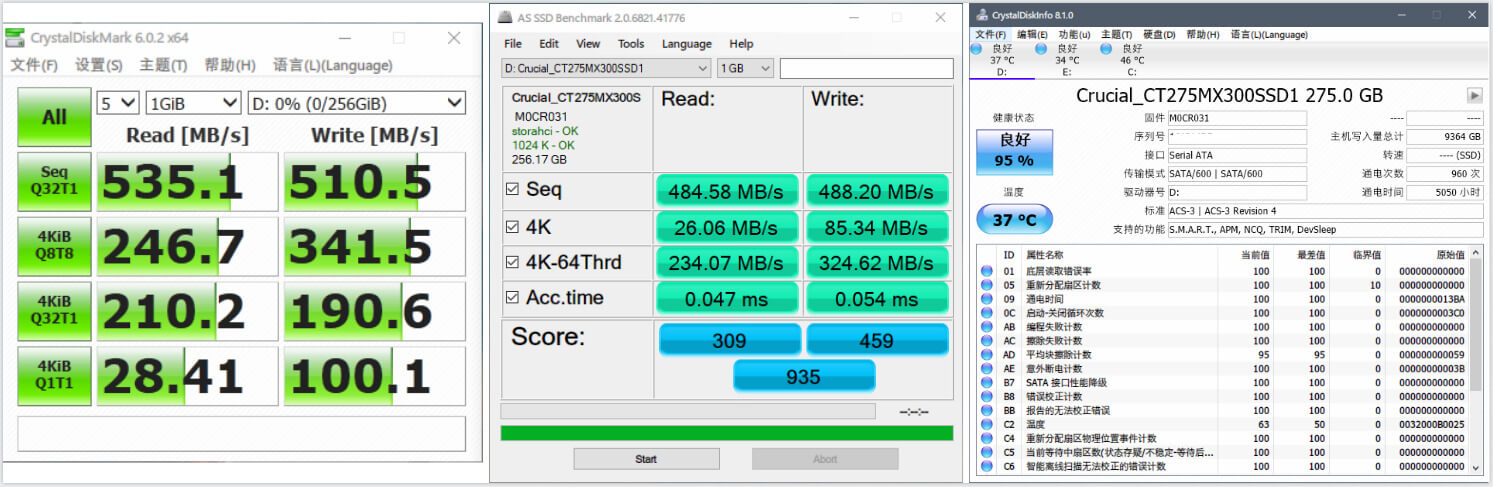 CrystalDiskMark 6.0.2 x64
文件(F) 设置(S) 主题(T) 帮助(H) 语言(L)(Language)
All 5 1GiB D: 0% (0/256GiB)
Read [MB/s] Write [MB/s]
Seq Q32T1 535.1 510.5
4KiB Q8T8 246.7 341.5
4KiB Q32T1 210.2 190.6
4KiB Q1T1 28.41 100.1
AS SSD Benchmark 2.0.6821.41776
File Edit View Tools Language Help
D: Crucial_CT275MX300SSD1 1 GB
Crucial_CT275MX300S Read: Write:
M0CR031
storahci - OK
1024 K - OK
256.17 GB
Seq 484.58 MB/s 488.20 MB/s
4K 26.06 MB/s 85.34 MB/s
4K-64Thrd 234.07 MB/s 324.62 MB/s
Acc.time 0.047 ms 0.054 ms
Score: 309 459
935
--:--:--
Start Abort
CrystalDiskInfo 8.1.0
文件(F) 编辑(E) 功能(u) 主题(T) 硬盘(D) 帮助(H) 语言(L)(Language)
良好 良好 良好
37 °C 34 °C 46 °C
D: E: C:
Crucial_CT275MX300SSD1 275.0 GB
健康状态 固件 M0CR031 ---- ----
良好 95 % 序列号 主机写入量总计 9364 GB
接口 Serial ATA 转速 ---- (SSD)
传输模式 SATA/600 | SATA/600 通电次数 960 次
温度 驱动器号 D: 通电时间 5050 小时
37 °C 标准 ACS-3 | ACS-3 Revision 4
支持的功能 S.M.A.R.T., APM, NCQ, TRIM, DevSleep
ID 属性名称 当前值 最差值 临界值 原始值
01 底层读取错误率 100 100 0 000000000000
05 重新分配扇区计数 100 100 10 000000000000
09 通电时间 100 100 0 0000000013BA
0C 启动-关闭循环次数 100 100 0 0000000003C0
AB 编程失败计数 100 100 0 000000000000
AC 擦除失败计数 100 100 0 000000000000
AD 平均块擦除计数 95 95 0 000000000059
AE 意外断电计数 100 100 0 00000000003B
B7 SATA 接口性能降级 100 100 0 000000000000
B8 错误校正计数 100 100 0 000000000000
BB 报告的无法校正错误 100 100 0 000000000000
C2 温度 63 50 0 0032000B0025
C4 重新分配扇区物理位置事件计数 100 100 0 000000000000
C5 当前等待中扇区数(状态存疑/不稳定-等待后... 100 100 0 000000000000
C6 智能离线扫描无法校正的错误计数 100 100 0 000000000000